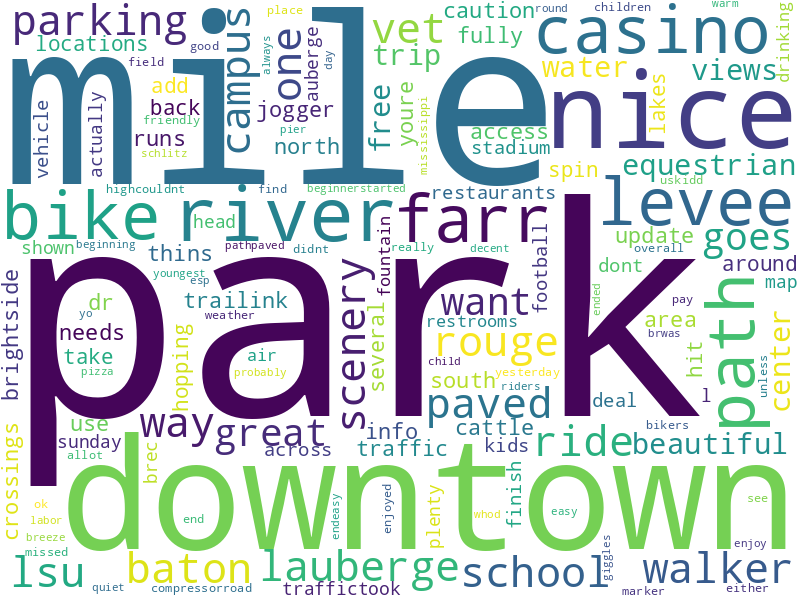 mile
park
downtown
nice
casino
river
levee
bike
farr
path
school
lsu
lauberge
baton
rouge
walker
paved
ride
beautiful
great
way
want
scenery
goes
vet
parking
campus
one
trip
caution
fully
water
views
lakes
drinking
place
children
round
warm
locations
good
field
always
day
auberge
add
back
friendly
schlitz
runs
jogger
north
vehicle
actually
free
youre
mississippi
access
stadium
pier
spin
equestrian
highcouldnt
find
beginnerstarted
restaurants
uskidd
head
shown
beginning
pathpaved
didnt
really
decent
football
update
overall
around
dont
map
thins
youngest
esp
fountain
trailink
weather
dr
yo
needs
take
pizza
air
probably
several
restrooms
child
yesterday
south
riders
ended
pay
brwas
area
hit
unless
center
brightside
hopping
use
sunday
allot
brec
across
info
traffic
cattle
kids
deal
l
bikers
crossings
ok
labor
breeze
missed
end
endeasy
enjoyed
plenty
whod
finish
easy
see
enjoy
either
giggles
marker
quiet
compressorroad
traffictook